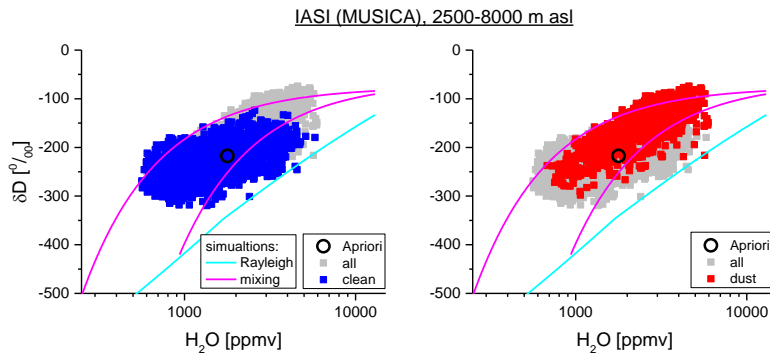 IASI (MUSICA), 2500-8000 m asl
δD [⁰/₀₀]
0
-100
-200
-300
-400
-500
simualtions:
Rayleigh
mixing
Apriori
all
clean
1000
10000
H₂O [ppmv]
0
-100
-200
-300
-400
-500
Apriori
all
dust
1000
10000
H₂O [ppmv]